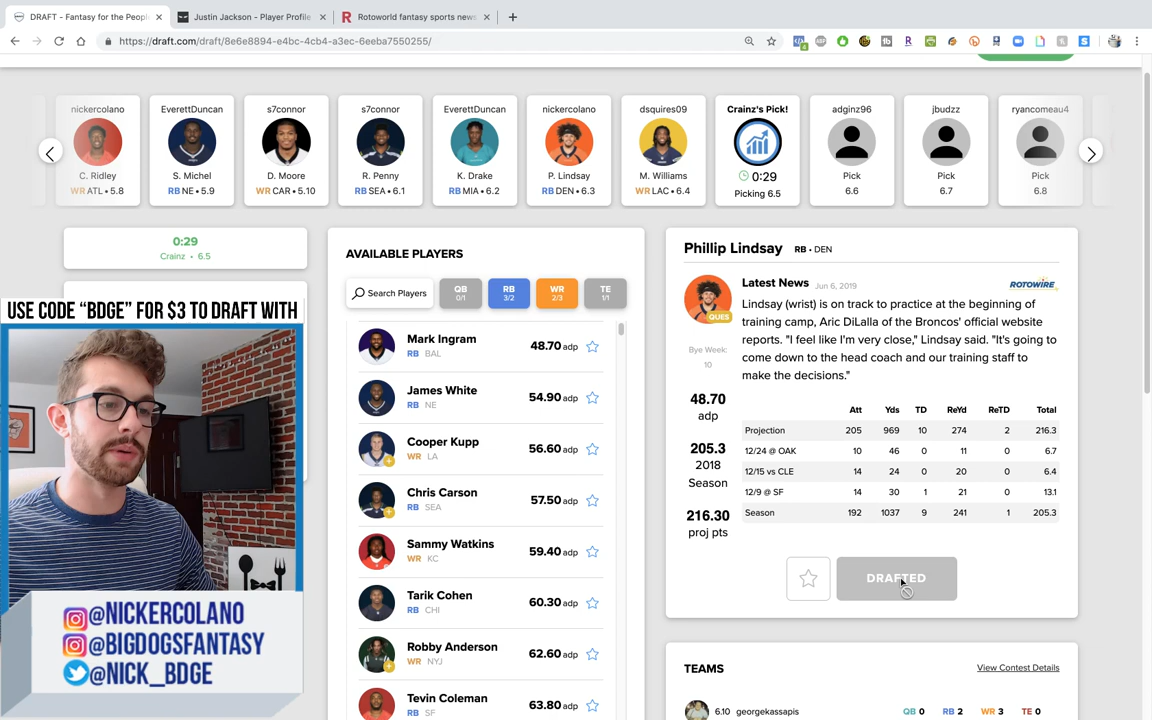 DRAFT - Fantasy for the Peopl
Justin Jackson - Player Profile
Rotoworld fantasy sports news
https://draft.com/draft/8e6e8894-e4bc-4cb4-a3ec-6eeba7550255/
nickercolano
C. Ridley
WR ATL • 5.8
EverettDuncan
S. Michel
RB NE • 5.9
s7connor
D. Moore
WR CAR • 5.10
s7connor
R. Penny
RB SEA • 6.1
EverettDuncan
K. Drake
RB MIA • 6.2
nickercolano
P. Lindsay
RB DEN • 6.3
dsquires09
M. Williams
WR LAC • 6.4
Crainz's Pick!
0:29
Picking 6.5
adginz96
Pick
6.6
jbudzz
Pick
6.7
ryancomeau4
Pick
6.8
0:29
Crainz • 6.5
USE CODE “BDGE” FOR $3 TO DRAFT WITH
@NICKERCOLANO
@BIGDOGSFANTASY
@NICK_BDGE
AVAILABLE PLAYERS
Search Players
QB
0/1
RB
3/2
WR
2/3
TE
1/1
Mark Ingram
RB BAL
48.70 adp
James White
RB NE
54.90 adp
Cooper Kupp
WR LA
56.60 adp
Chris Carson
RB SEA
57.50 adp
Sammy Watkins
WR KC
59.40 adp
Tarik Cohen
RB CHI
60.30 adp
Robby Anderson
WR NYJ
62.60 adp
Tevin Coleman
RB SF
63.80 adp
Phillip Lindsay RB • DEN
QUES
Bye Week:
10
48.70
adp
205.3
2018
Season
216.30
proj pts
Latest News Jun 6, 2019
ROTOWIRE
Lindsay (wrist) is on track to practice at the beginning of
training camp, Aric DiLalla of the Broncos' official website
reports. "I feel like I'm very close," Lindsay said. "It's going to
come down to the head coach and our training staff to
make the decisions."
Att Yds TD ReYd ReTD Total
Projection 205 969 10 274 2 216.3
12/24 @ OAK 10 46 0 11 0 6.7
12/15 vs CLE 14 24 0 20 0 6.4
12/9 @ SF 14 30 1 21 0 13.1
Season 192 1037 9 241 1 205.3
DRAFTED
TEAMS
View Contest Details
6.10 georgekassapis QB 0 RB 2 WR 3 TE 0